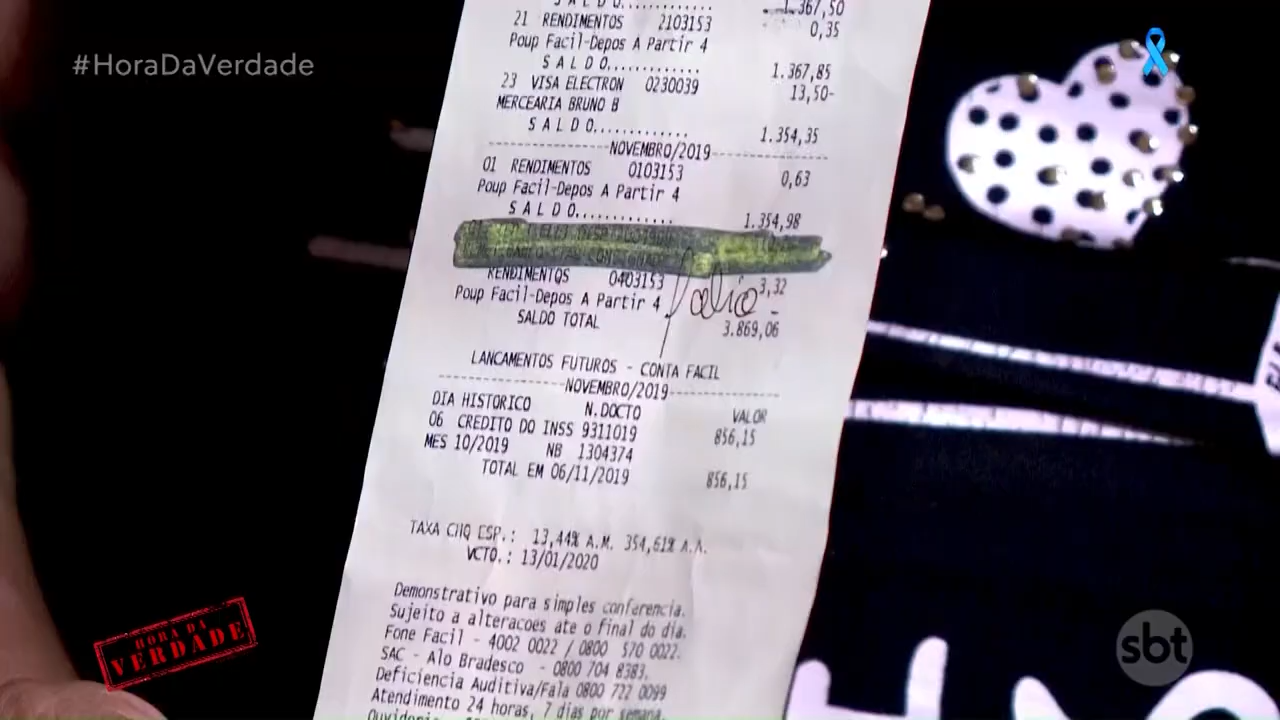 #HoraDaVerdade
S A L D O............ 1.367,50
21 RENDIMENTOS 2103153 0,35
Poup Facil-Depos A Partir 4
S A L D O............ 1.367,85
23 VISA ELECTRON 0230039 13,50-
MERCEARIA BRUNO B
S A L D O............ 1.354,35
NOVEMBRO/2019
01 RENDIMENTOS 0103153 0,63
Poup Facil-Depos A Partir 4
S A L D O............ 1.354,98
RENDIMENTOS 0403153 3,32
Poup Facil-Depos A Partir 4
SALDO TOTAL 3.869,06
LANCAMENTOS FUTUROS - CONTA FACIL
NOVEMBRO/2019
DIA HISTORICO N.DOCTO VALOR
06 CREDITO DO INSS 9311019 856,15
MES 10/2019 NB 1304374
TOTAL EM 06/11/2019 856,15
TAXA CHQ ESP.: 13,44% A.M. 354,61% A.A.
VCTO.: 13/01/2020
Demonstrativo para simples conferencia.
Sujeito a alteracoes ate o final do dia.
Fone Facil - 4002 0022 / 0800 570 0022.
SAC - Alo Bradesco - 0800 704 8383.
Deficiencia Auditiva/Fala 0800 722 0099
Atendimento 24 horas, 7 dias por semana.
Ouvidoria
HORA DA
VERDADE
sbt